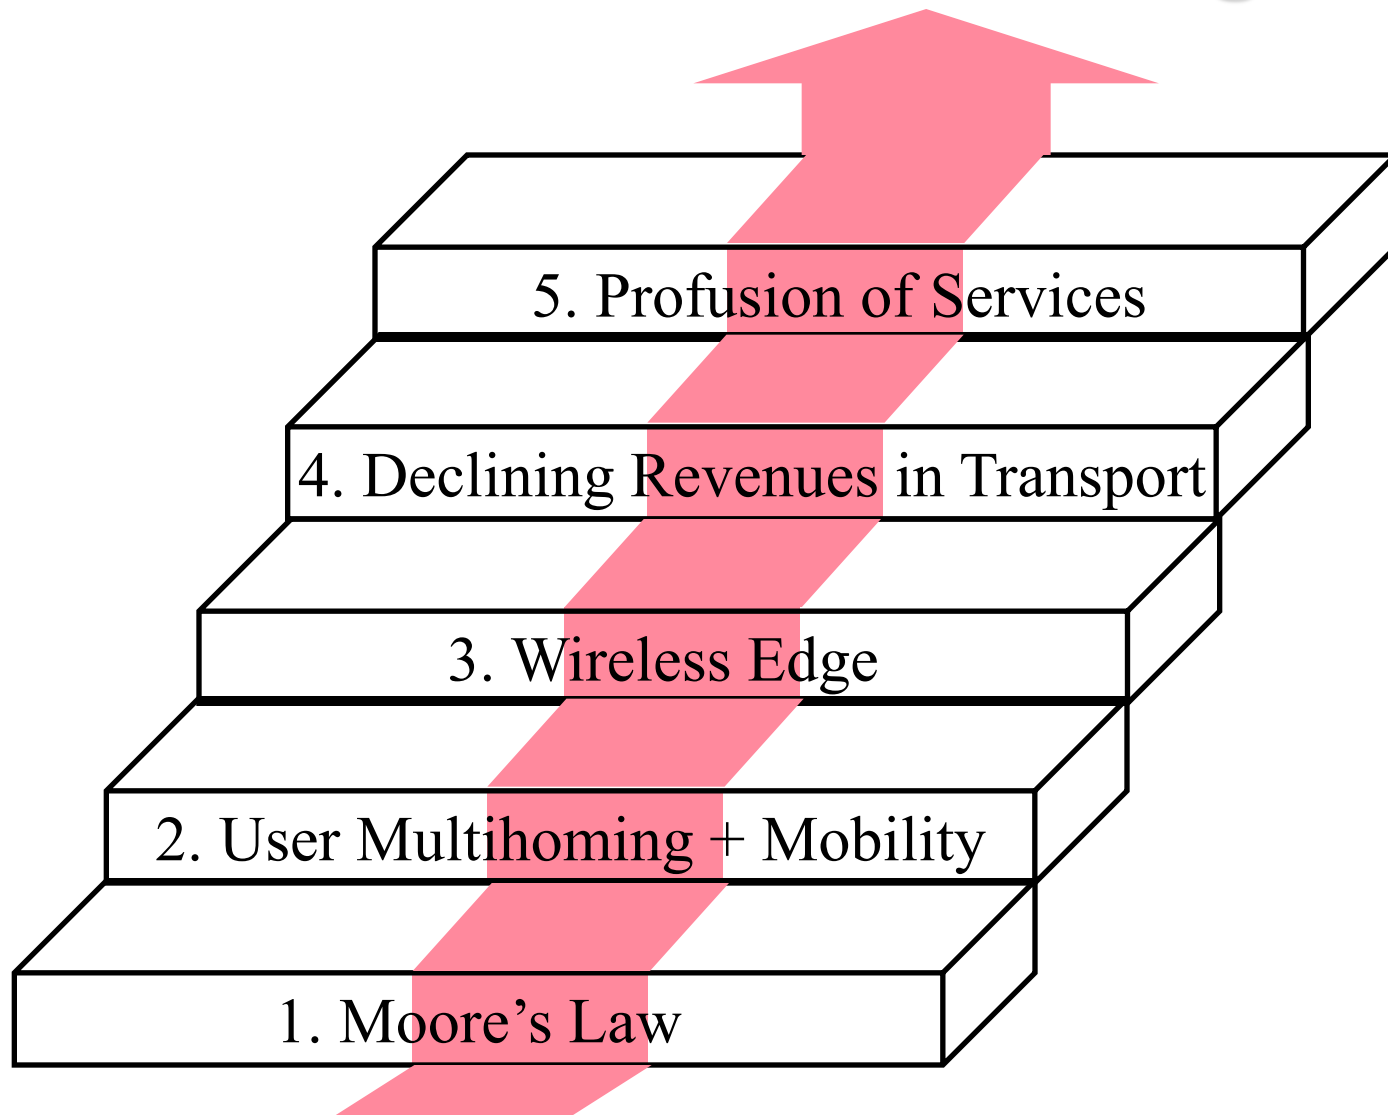 5. Profusion of Services
4. Declining Revenues in Transport
3. Wireless Edge
2. User Multihoming + Mobility
1. Moore’s Law